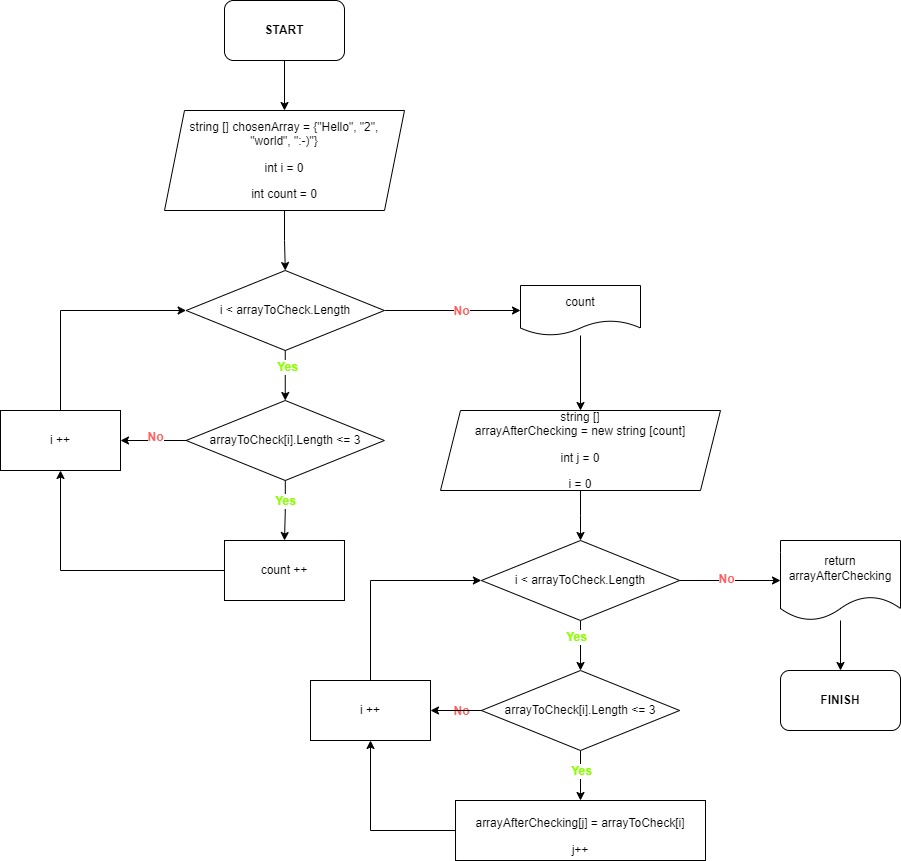 START
string [] chosenArray = {"Hello", "2",
"world", ":-)"}
int i = 0
int count = 0
i < arrayToCheck.Length
No
count
Yes
string []
arrayAfterChecking = new string [count]
int j = 0
i = 0
i ++
No
arrayToCheck[i].Length <= 3
Yes
count ++
i < arrayToCheck.Length
No
return
arrayAfterChecking
Yes
i ++
No
arrayToCheck[i].Length <= 3
FINISH
Yes
arrayAfterChecking[j] = arrayToCheck[i]
j++